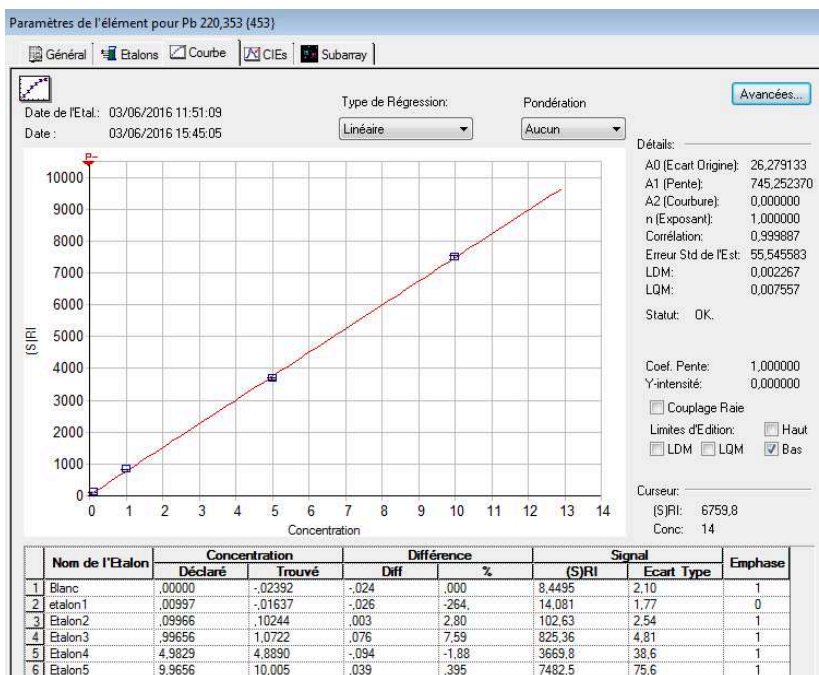 Paramètres de l'élément pour Pb 220,353 {453}
Général Etalons Courbe CIEs Subarray
Date de l'Etal.: 03/06/2016 11:51:09
Date : 03/06/2016 15:45:05
Type de Régression:
Linéaire
Pondération
Aucun
Avancées...
P-
(S)RI
10000
9000
8000
7000
6000
5000
4000
3000
2000
1000
0
0 1 2 3 4 5 6 7 8 9 10 11 12 13 14
Concentration
Détails:
A0 (Ecart Origine): 26,279133
A1 (Pente): 745,252370
A2 (Courbure): 0,000000
n (Exposant): 1,000000
Corrélation: 0,999887
Erreur Std de l'Est: 55,545583
LDM: 0,002267
LQM: 0,007557
Statut: OK.
Coef. Pente: 1,000000
Y-intensité: 0,000000
Couplage Raie
Limites d'Edition: Haut
LDM LQM Bas
Curseur:
(S)RI: 6759,8
Conc: 14
Nom de l'Etalon Concentration Différence Signal Emphase
Déclaré Trouvé Diff % (S)RI Ecart Type
1 Blanc ,00000 -,02392 -,024 ,000 8,4495 2,10 1
2 etalon1 ,00997 -,01637 -,026 -264, 14,081 1,77 0
3 Etalon2 ,09966 ,10244 ,003 2,80 102,63 2,54 1
4 Etalon3 ,99656 1,0722 ,076 7,59 825,36 4,81 1
5 Etalon4 4,9829 4,8890 -,094 -1,88 3669,8 38,6 1
6 Etalon5 9,9656 10,005 ,039 ,395 7482,5 75,6 1